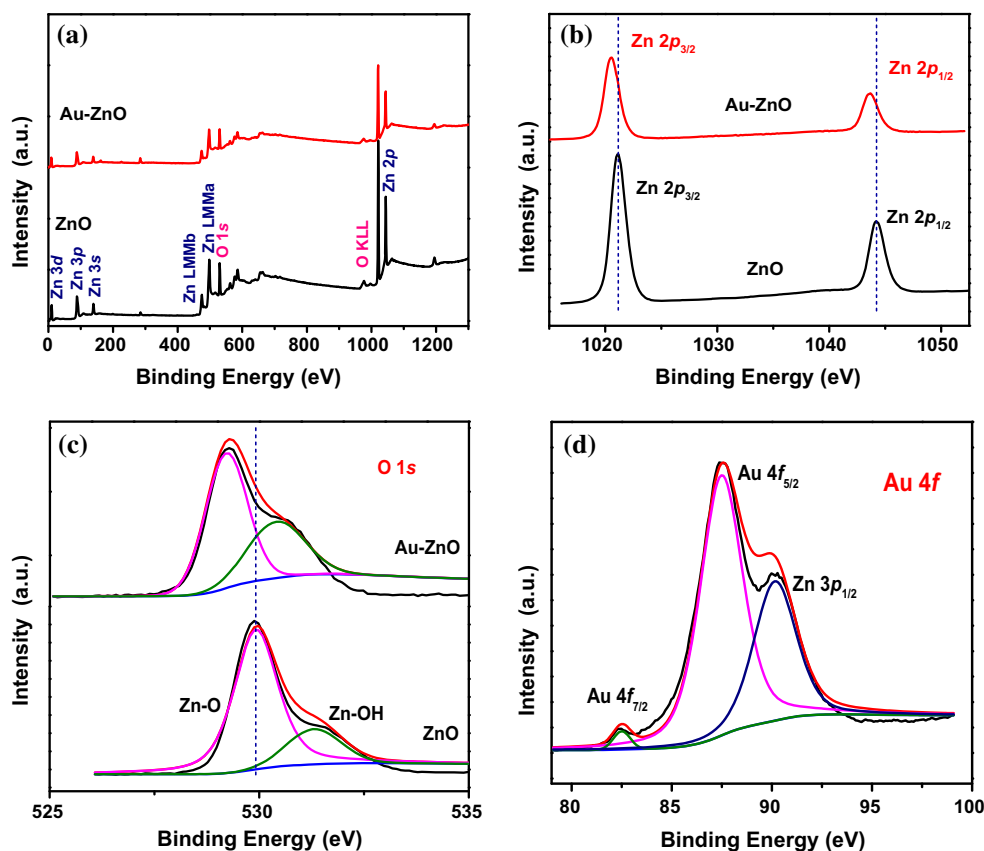 (a)
Au-ZnO
ZnO
Zn 3d
Zn 3p
Zn 3s
Zn LMMb
Zn LMMa
O 1s
O KLL
Zn 2p
0 200 400 600 800 1000 1200
Binding Energy (eV)
Intensity (a.u.)
(b)
Zn 2p3/2
Zn 2p1/2
Au-ZnO
Zn 2p3/2
Zn 2p1/2
ZnO
1020 1030 1040 1050
Binding Energy (eV)
Intensity (a.u.)
(c)
O 1s
Au-ZnO
Zn-O
Zn-OH
ZnO
525 530 535
Binding Energy (eV)
Intensity (a.u.)
(d)
Au 4f
Au 4f5/2
Zn 3p1/2
Au 4f7/2
80 85 90 95 100
Binding Energy (eV)
Intensity (a.u.)